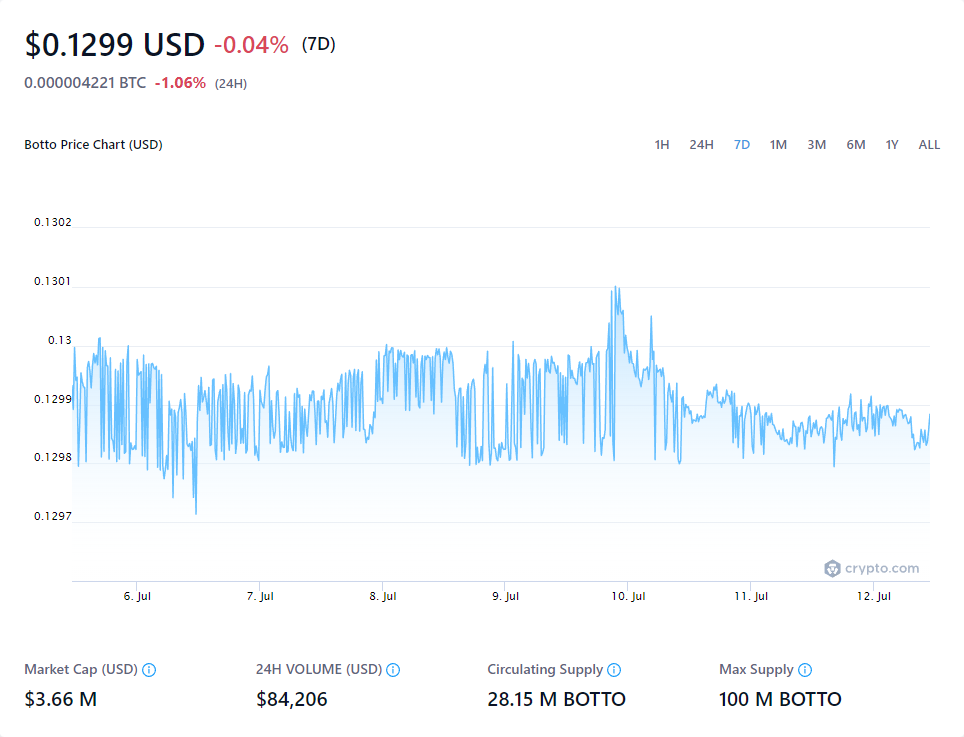 $0.1299 USD -0.04% (7D)
0.000004221 BTC -1.06% (24H)
Botto Price Chart (USD)
1H 24H 7D 1M 3M 6M 1Y ALL
0.1302
0.1301
0.13
0.1299
0.1298
0.1297
crypto.com
6. Jul 7. Jul 8. Jul 9. Jul 10. Jul 11. Jul 12. Jul
Market Cap (USD) 24H VOLUME (USD) Circulating Supply Max Supply
$3.66 M $84,206 28.15 M BOTTO 100 M BOTTO